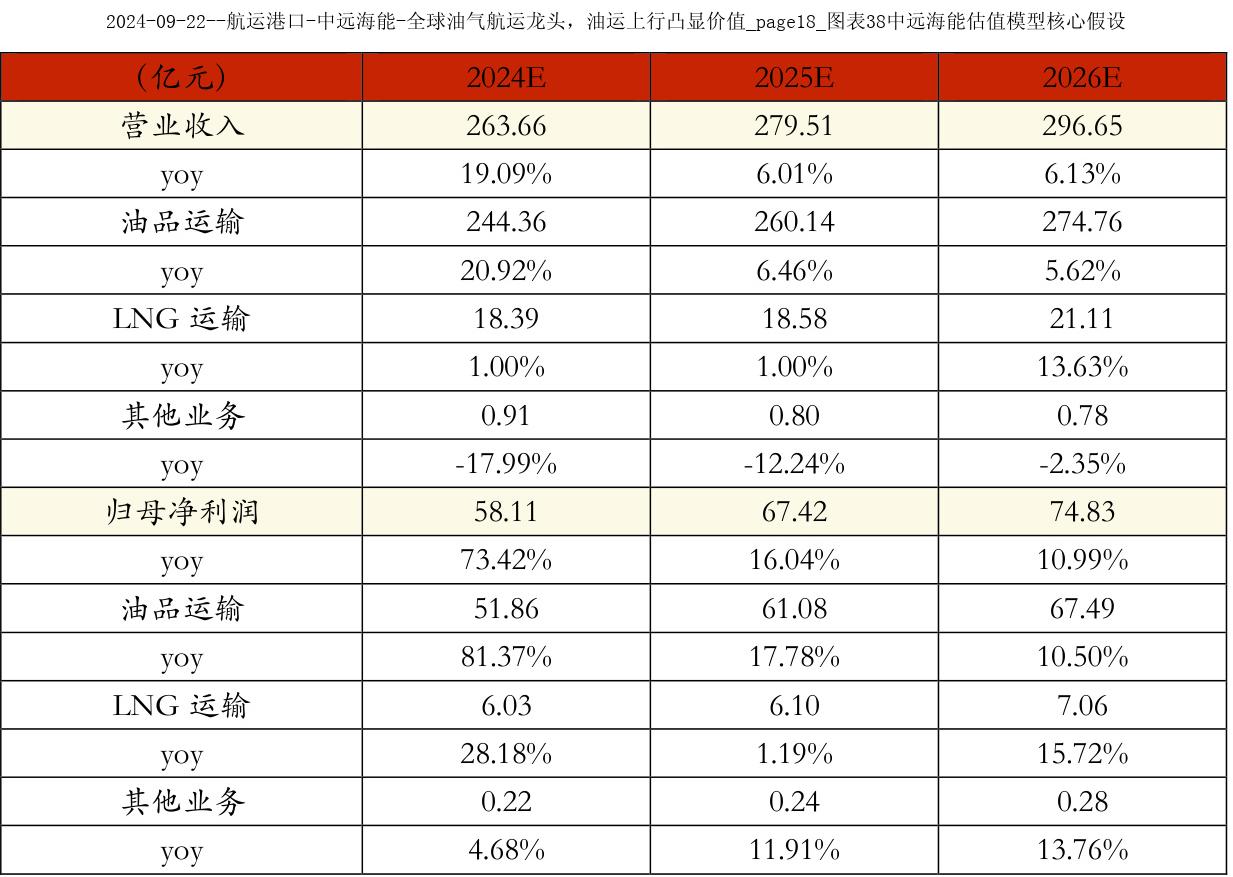 2024-09-22--航运港口-中远海能-全球油气航运龙头，油运上行凸显价值_page18_图表38中远海能估值模型核心假设
（亿元） 2024E 2025E 2026E
营业收入 263.66 279.51 296.65
yoy 19.09% 6.01% 6.13%
油品运输 244.36 260.14 274.76
yoy 20.92% 6.46% 5.62%
LNG 运输 18.39 18.58 21.11
yoy 1.00% 1.00% 13.63%
其他业务 0.91 0.80 0.78
yoy -17.99% -12.24% -2.35%
归母净利润 58.11 67.42 74.83
yoy 73.42% 16.04% 10.99%
油品运输 51.86 61.08 67.49
yoy 81.37% 17.78% 10.50%
LNG 运输 6.03 6.10 7.06
yoy 28.18% 1.19% 15.72%
其他业务 0.22 0.24 0.28
yoy 4.68% 11.91% 13.76%